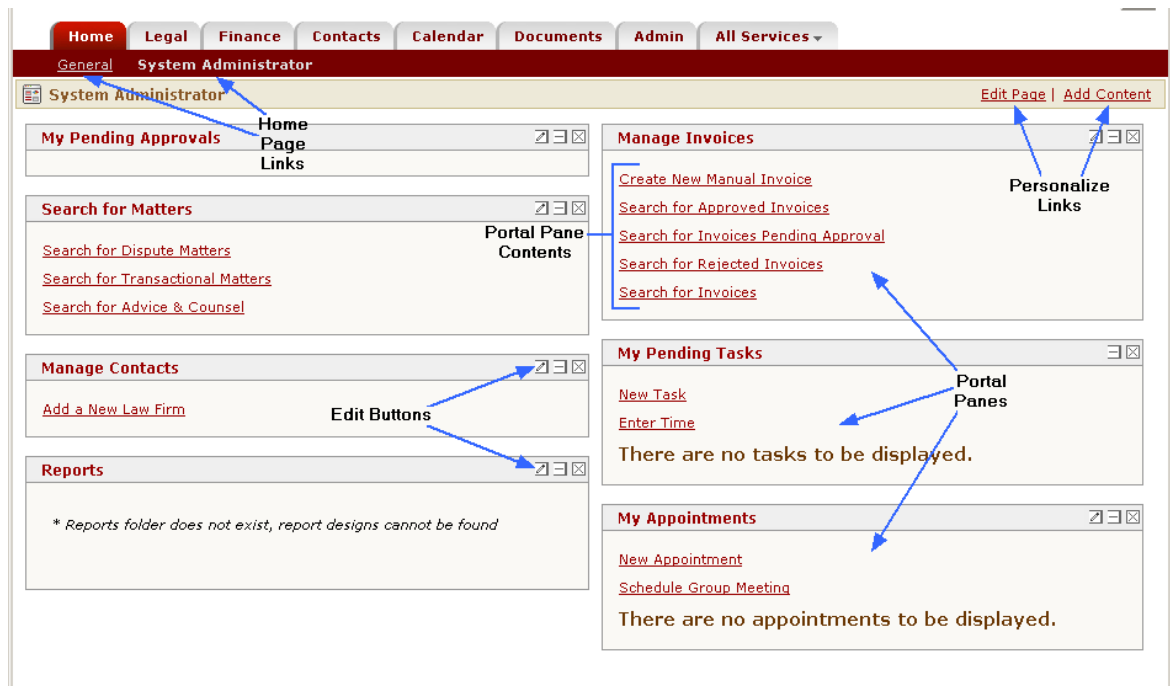 Home Legal Finance Contacts Calendar Documents Admin All Services
General System Administrator
System Administrator
Edit Page | Add Content
Home
Page
Links
My Pending Approvals
Search for Matters
Search for Dispute Matters
Search for Transactional Matters
Search for Advice & Counsel
Portal Pane
Contents
Manage Contacts
Add a New Law Firm
Edit Buttons
Reports
* Reports folder does not exist, report designs cannot be found
Manage Invoices
Create New Manual Invoice
Search for Approved Invoices
Search for Invoices Pending Approval
Search for Rejected Invoices
Search for Invoices
Personalize
Links
My Pending Tasks
New Task
Enter Time
There are no tasks to be displayed.
Portal
Panes
My Appointments
New Appointment
Schedule Group Meeting
There are no appointments to be displayed.